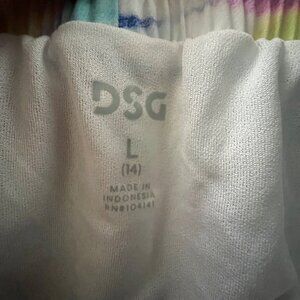 DSG
L
(14)
MADE IN
INDONESIA
RN#104141